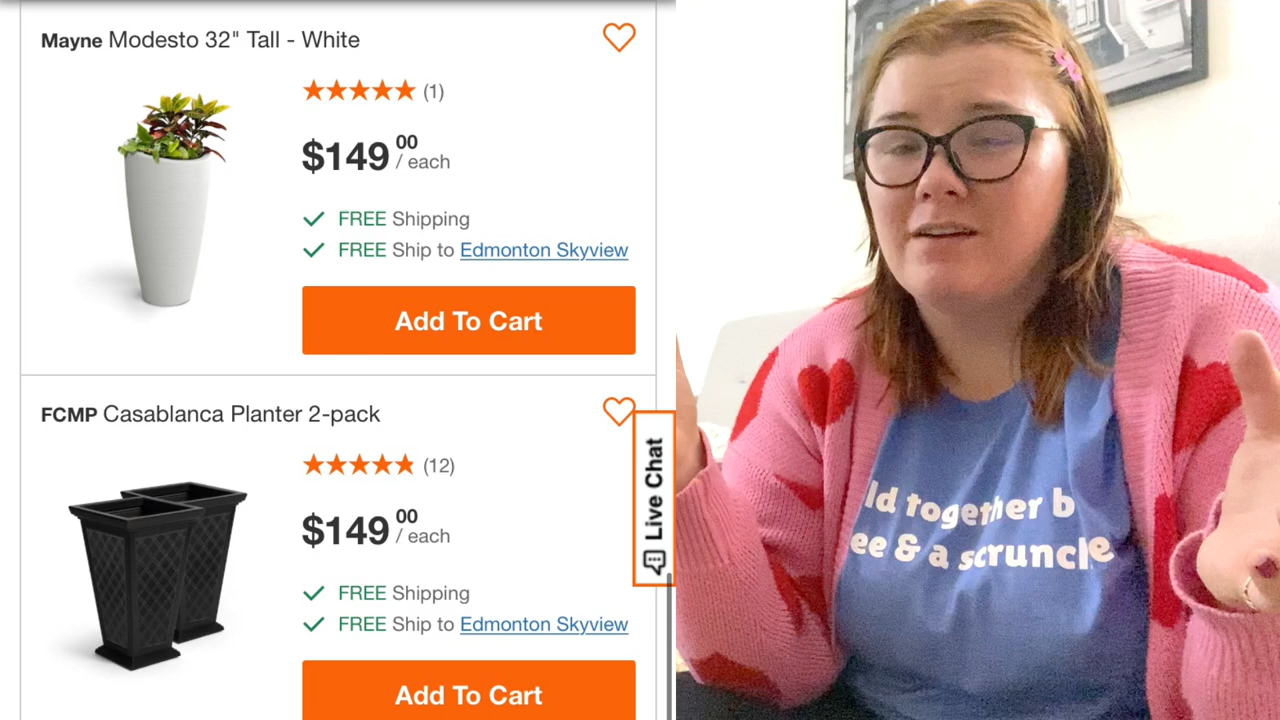 Mayne Modesto 32" Tall - White
(1)
$149 00 / each
FREE Shipping
FREE Ship to Edmonton Skyview
Add To Cart
FCMP Casablanca Planter 2-pack
(12)
$149 00 / each
FREE Shipping
FREE Ship to Edmonton Skyview
Add To Cart
Live Chat
ld together b
ee & a scrunc